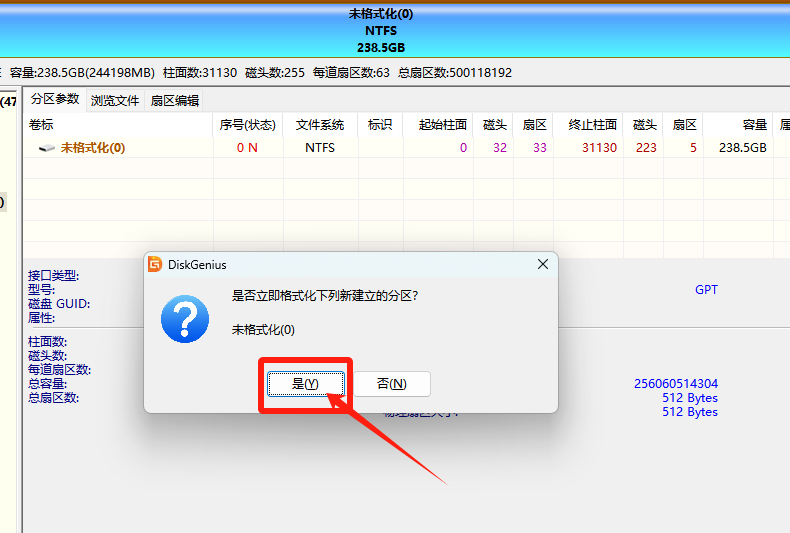 未格式化(0)
NTFS
238.5GB
容量:238.5GB(244198MB) 柱面数:31130 磁头数:255 每道扇区数:63 总扇区数:500118192
(47
分区参数 浏览文件 扇区编辑
卷标 序号(状态) 文件系统 标识 起始柱面 磁头 扇区 终止柱面 磁头 扇区 容量 属
未格式化(0) 0 N NTFS 0 32 33 31130 223 5 238.5GB
)
DiskGenius
接口类型:
型号: GPT
磁盘 GUID:
属性:
是否立即格式化下列新建立的分区?
未格式化(0)
是(Y) 否(N)
柱面数:
磁头数:
每道扇区数:
总容量: 256060514304
总扇区数: 512 Bytes
物理扇区大小: 512 Bytes